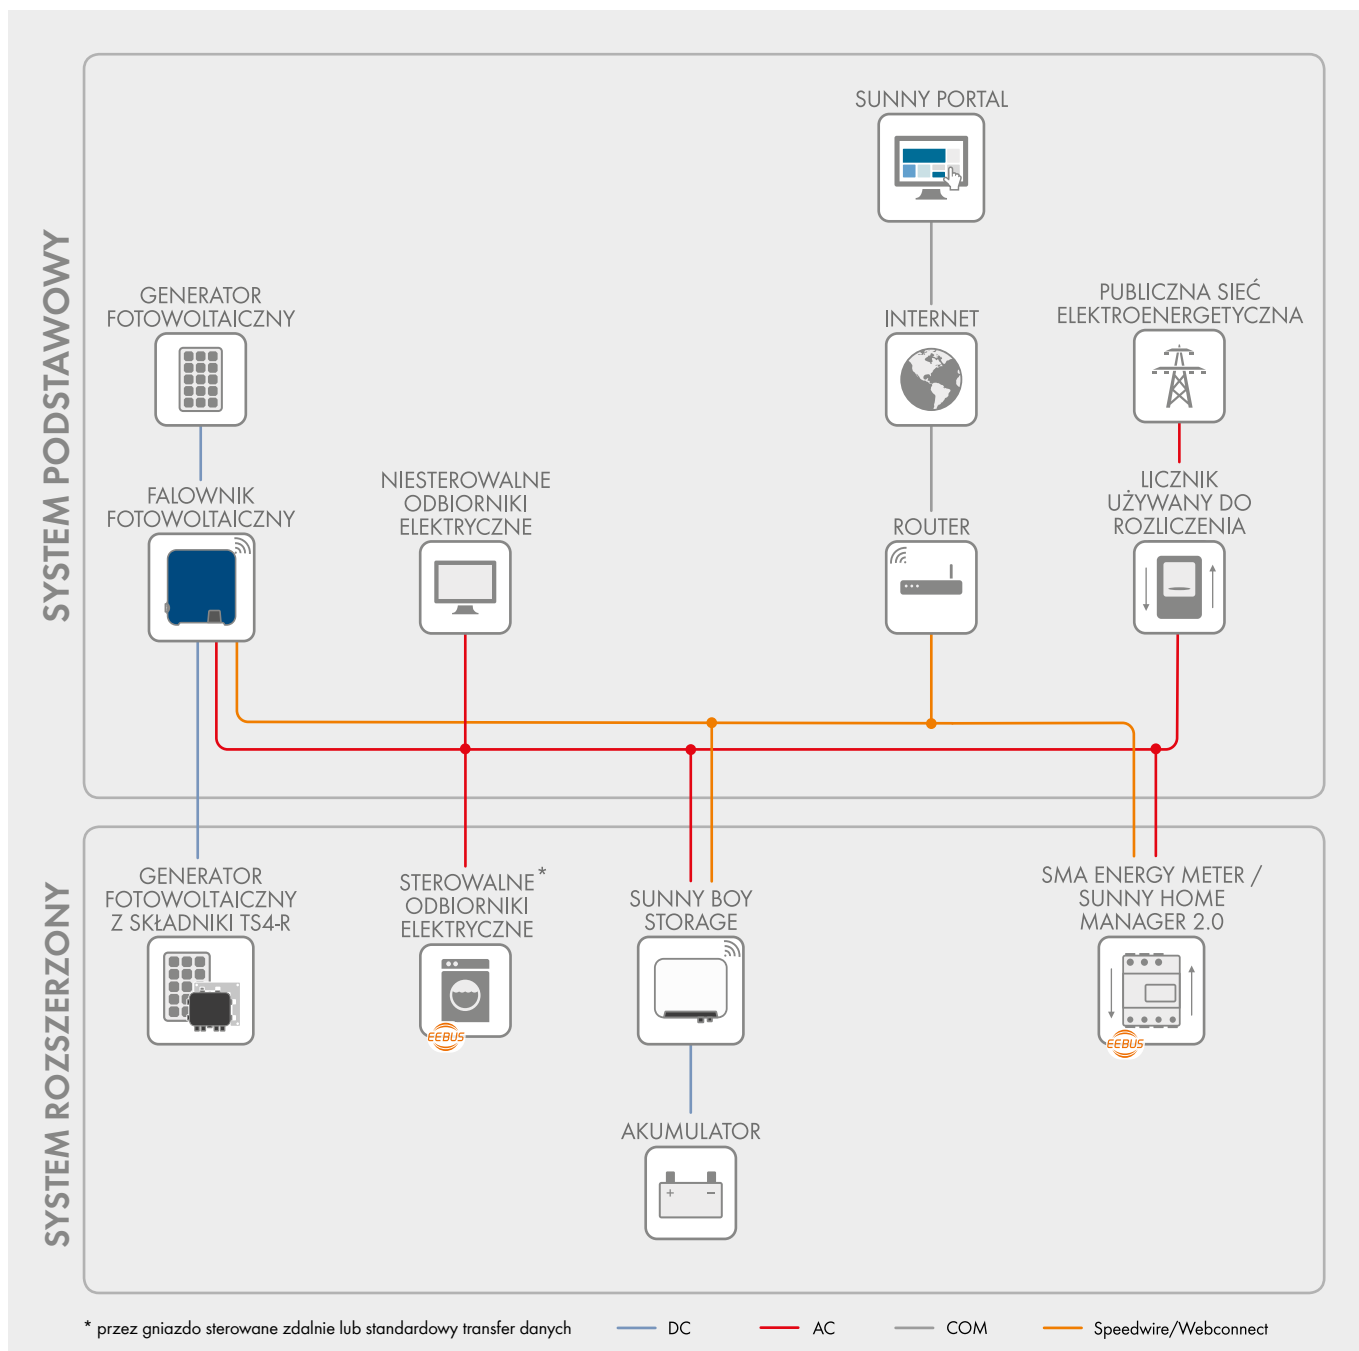 SYSTEM PODSTAWOWY
SUNNY PORTAL
GENERATOR
FOTOWOLTAICZNY
INTERNET
PUBLICZNA SIEĆ
ELEKTROENERGETYCZNA
FALOWNIK
FOTOWOLTAICZNY
NIESTEROWALNE
ODBIORNIKI
ELEKTRYCZNE
ROUTER
LICZNIK
UŻYWANY DO
ROZLICZENIA
SYSTEM ROZSZERZONY
GENERATOR
FOTOWOLTAICZNY
Z SKŁADNIKI TS4-R
STEROWALNE*
ODBIORNIKI
ELEKTRYCZNE
EEBUS
SUNNY BOY
STORAGE
SMA ENERGY METER /
SUNNY HOME
MANAGER 2.0
EEBUS
AKUMULATOR
+ −
* przez gniazdo sterowane zdalnie lub standardowy transfer danych
DC
AC
COM
Speedwire/Webconnect